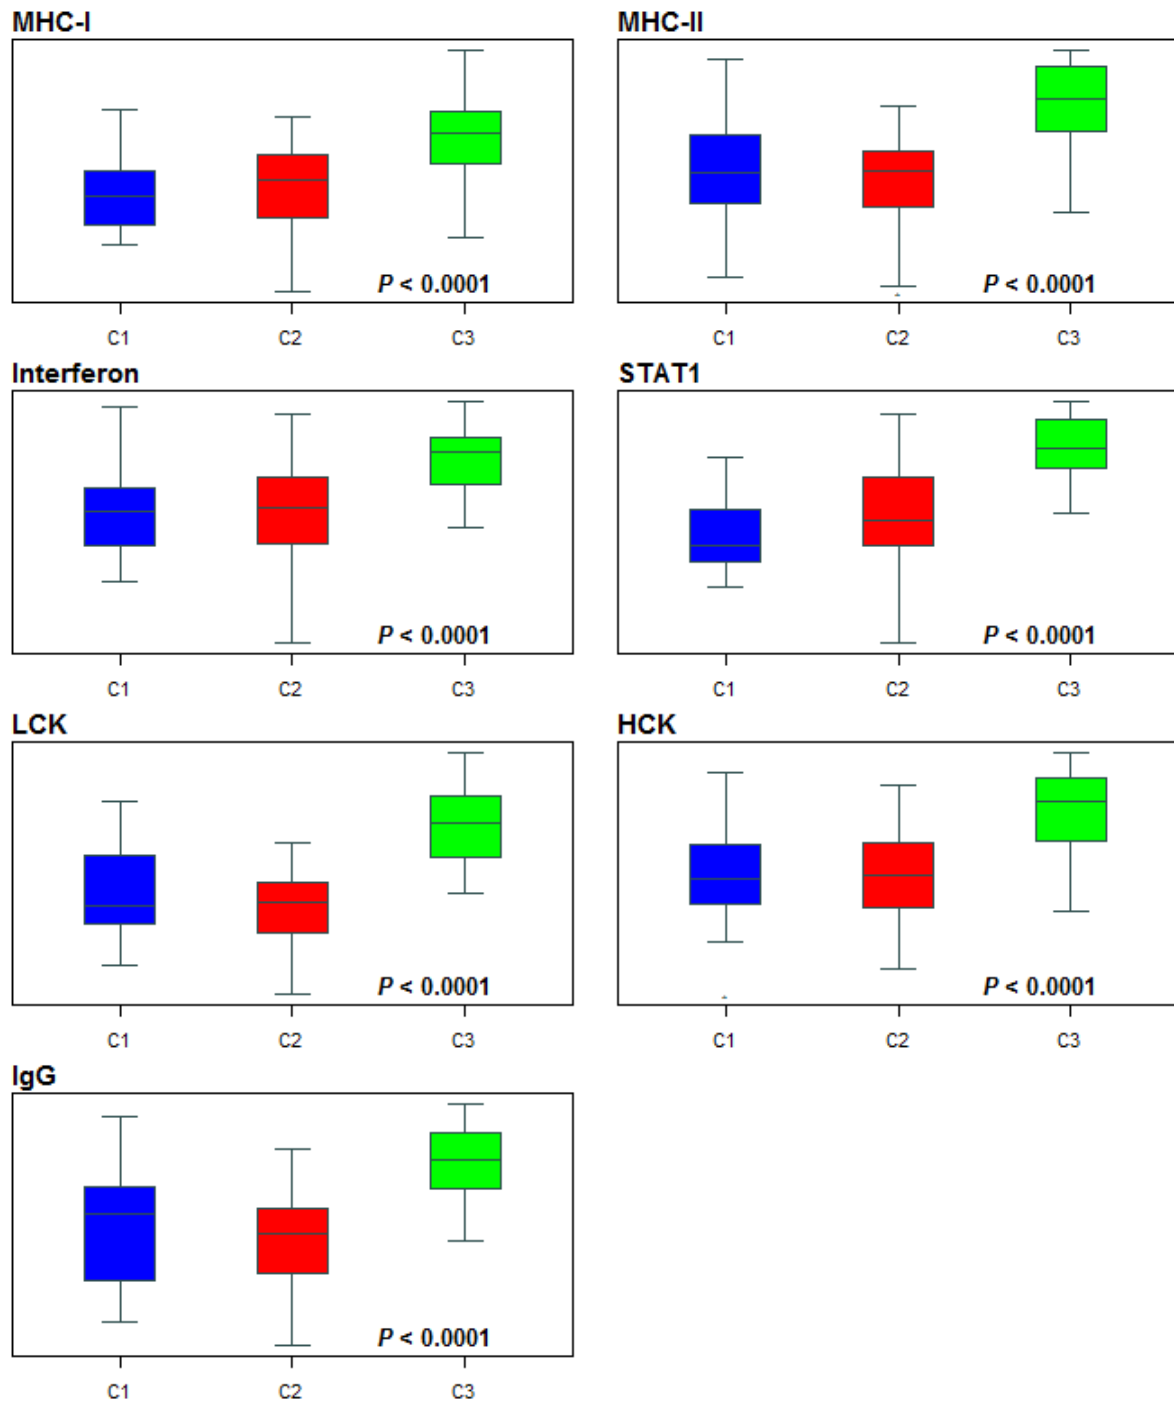 MHC-I
MHC-II
P < 0.0001
P < 0.0001
C1 C2 C3
C1 C2 C3
Interferon
STAT1
P < 0.0001
P < 0.0001
C1 C2 C3
C1 C2 C3
LCK
HCK
P < 0.0001
P < 0.0001
C1 C2 C3
C1 C2 C3
IgG
P < 0.0001
C1 C2 C3